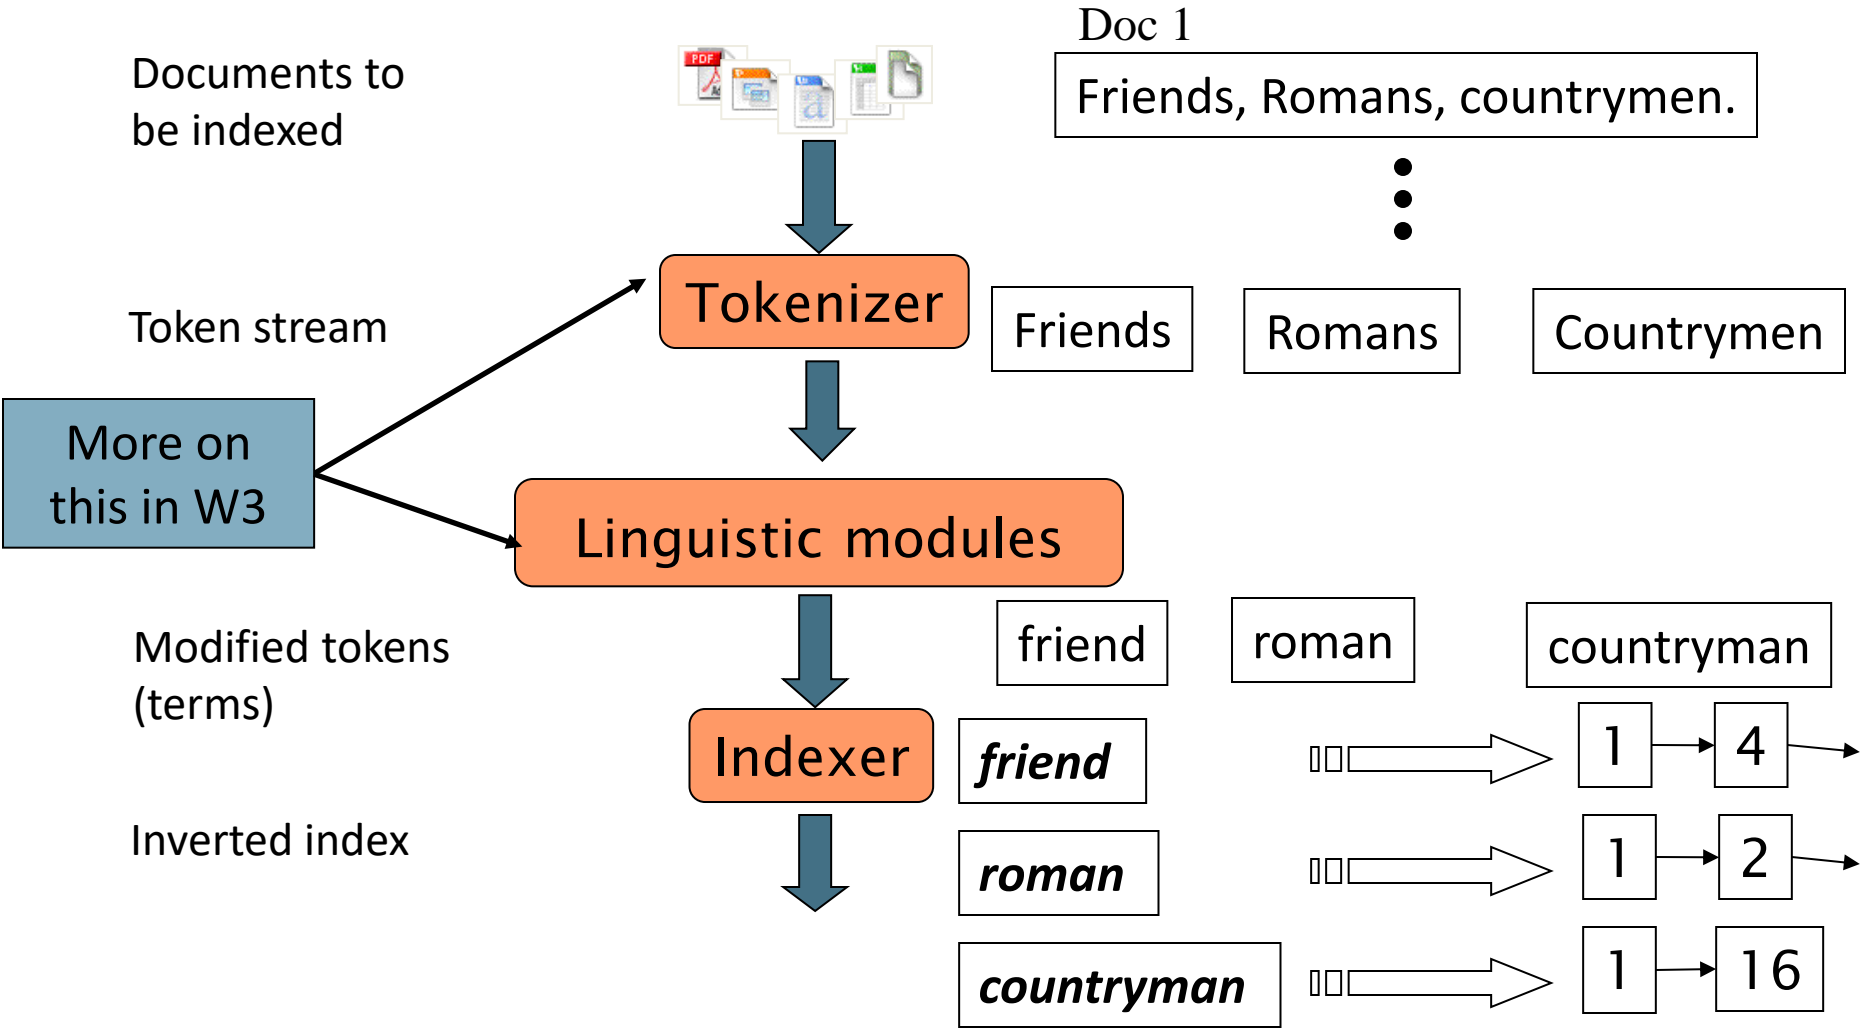 Doc 1
Documents to
be indexed
PDF
Friends, Romans, countrymen.
Tokenizer
Token stream
Friends
Romans
Countrymen
More on
this in W3
Linguistic modules
Modified tokens
(terms)
friend
roman
countryman
Indexer
friend
1
4
Inverted index
roman
1
2
countryman
1
16